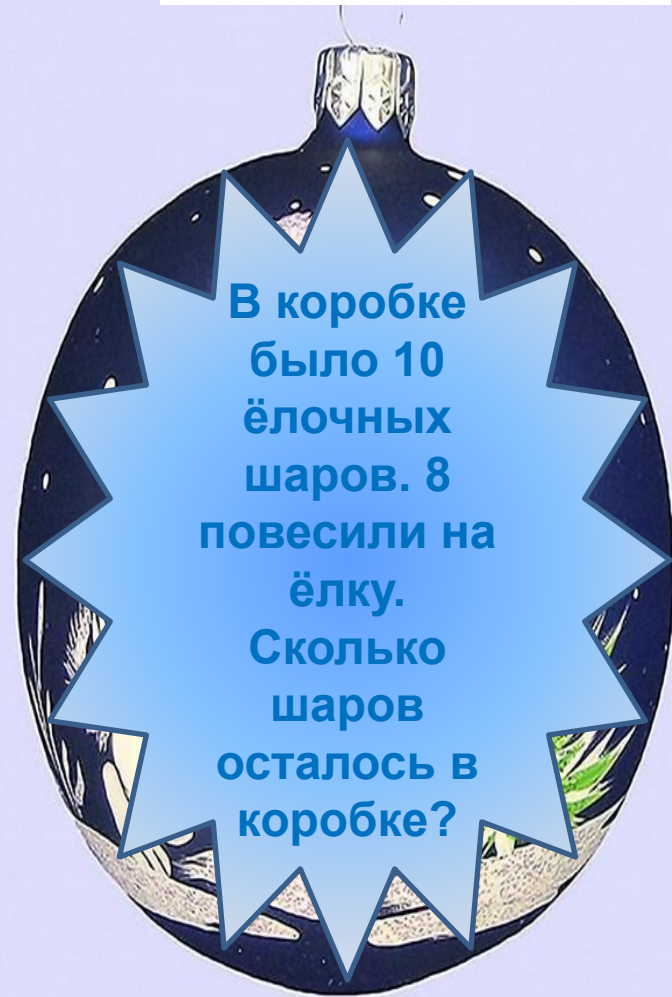 В коробке
было 10
ёлочных
шаров. 8
повесили на
ёлку.
Сколько
шаров
осталось в
коробке?